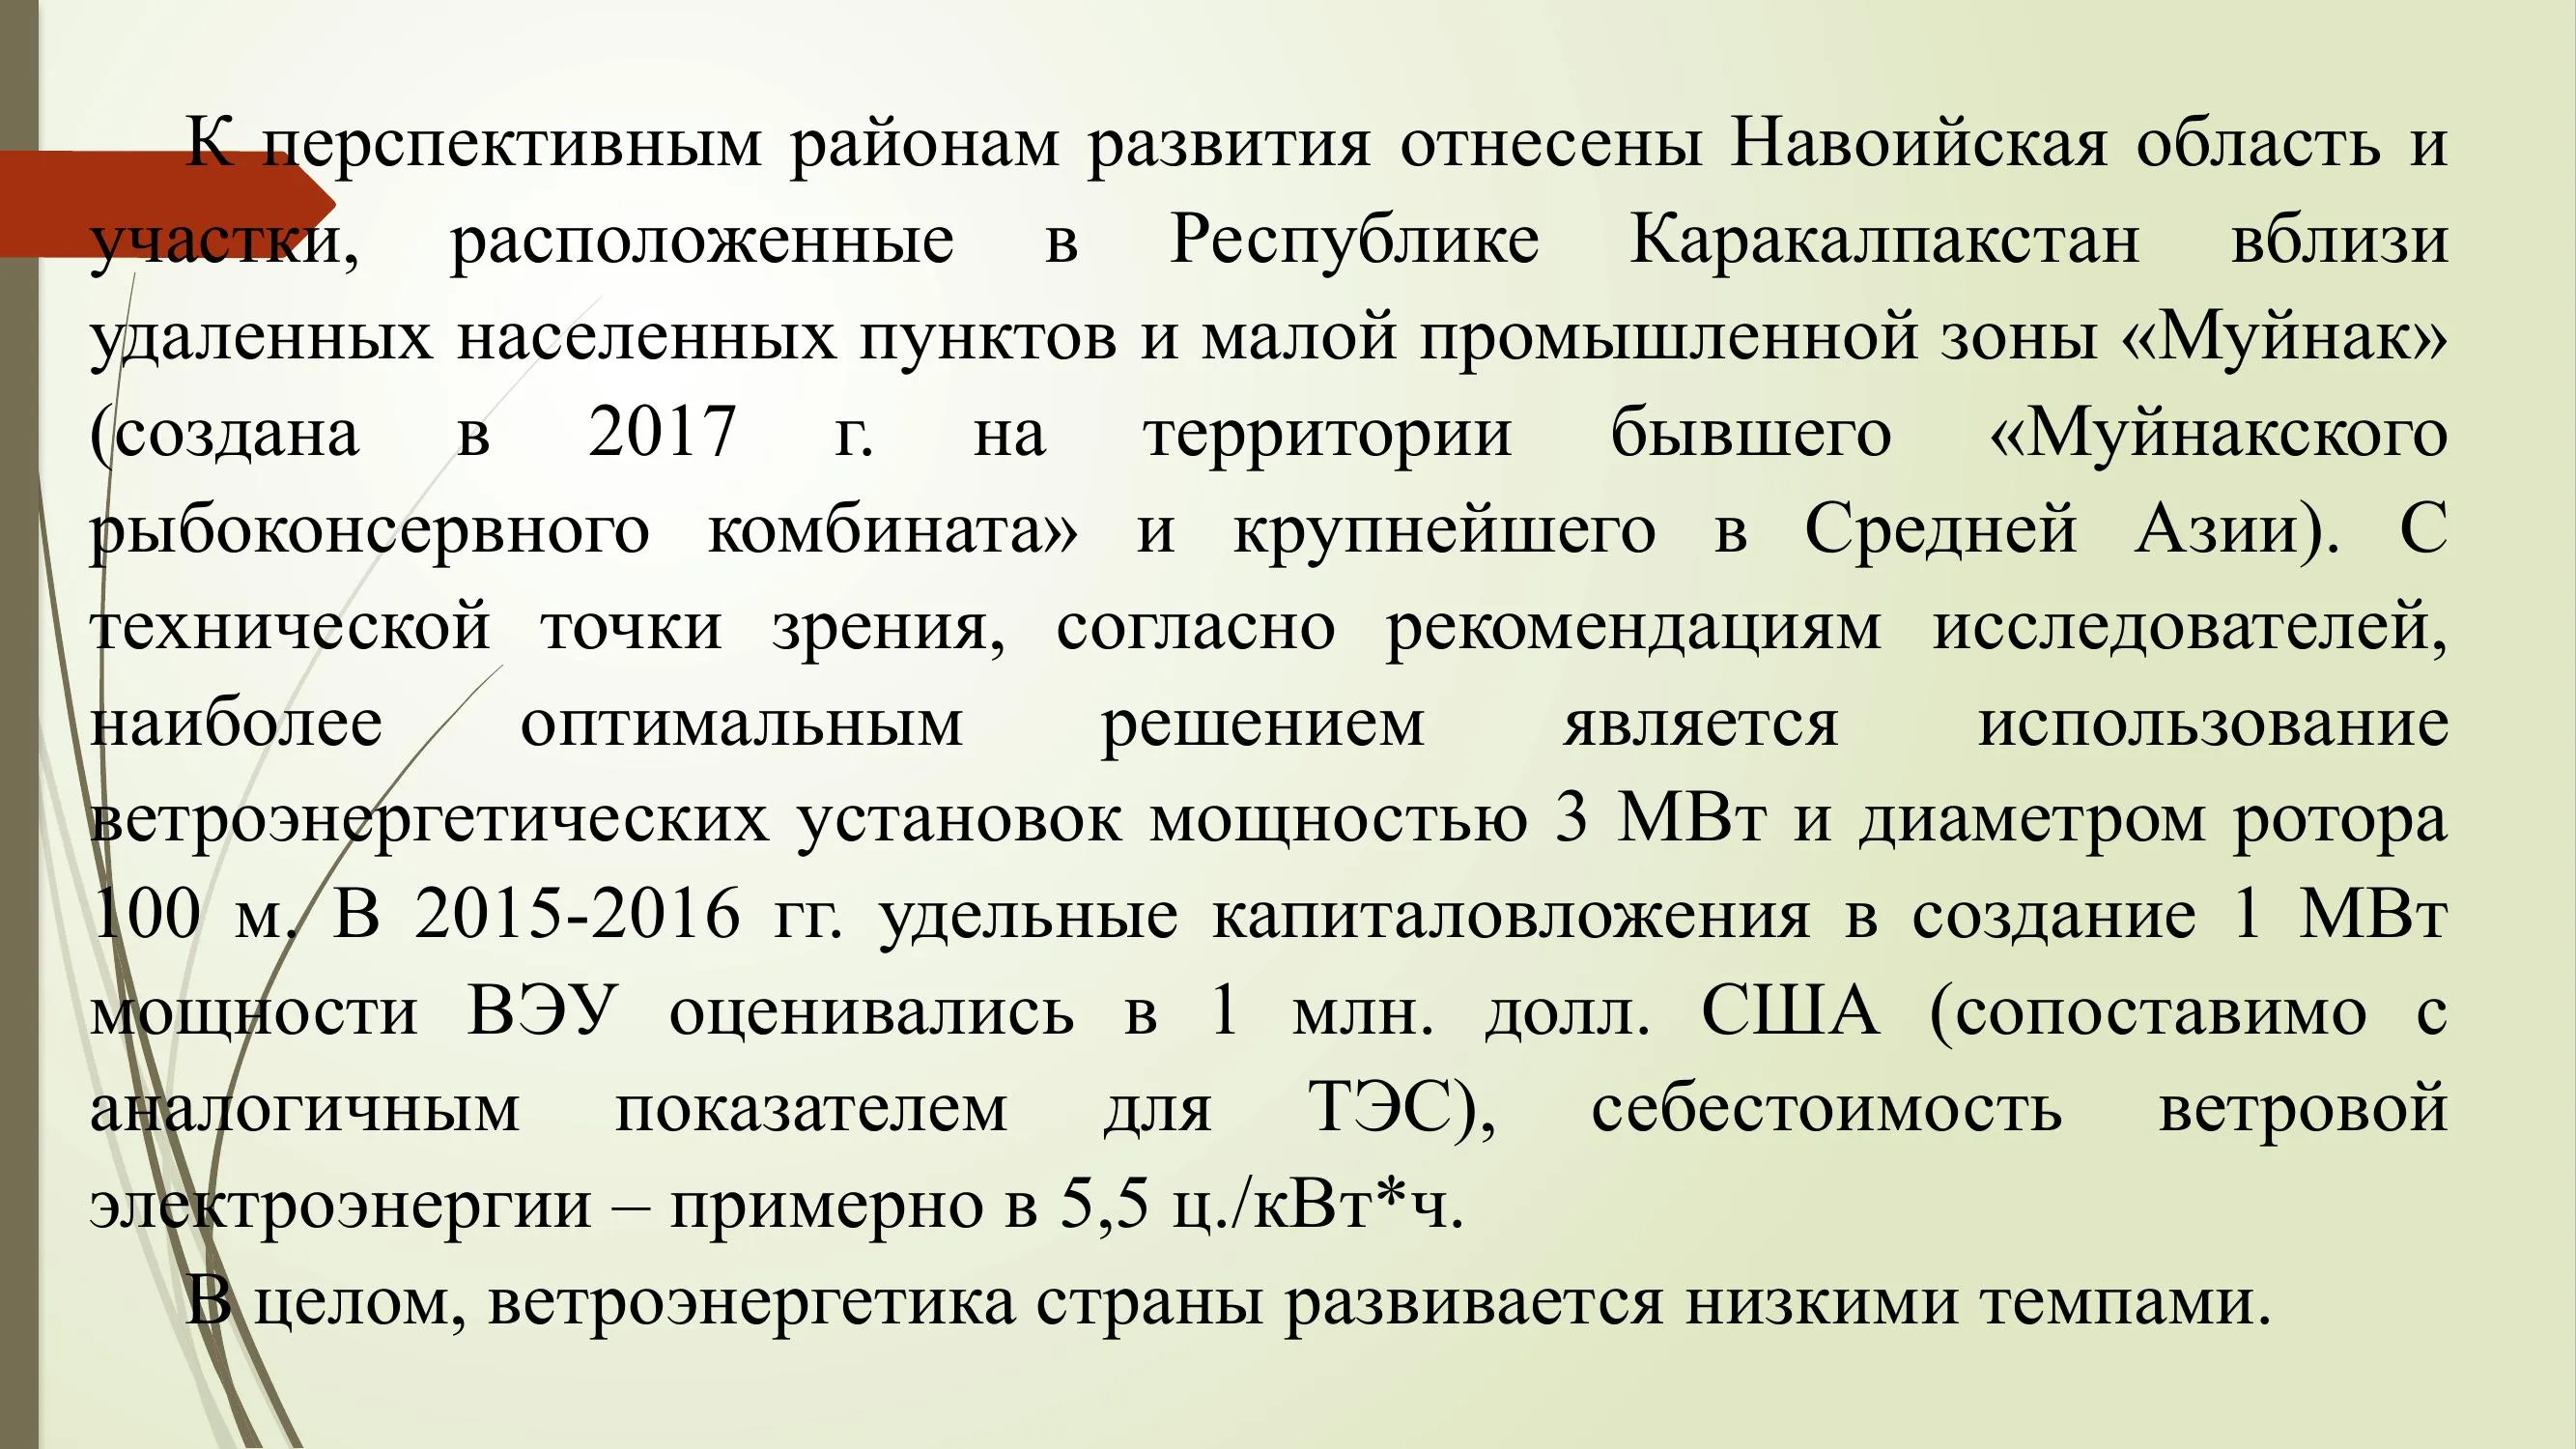 К перспективным районам развития отнесены Навоийская область и
участки, расположенные в Республике Каракалпакстан вблизи
удаленных населенных пунктов и малой промышленной зоны «Муйнак»
(создана в 2017 г. на территории бывшего «Муйнакского
рыбоконсервного комбината» и крупнейшего в Средней Азии). С
технической точки зрения, согласно рекомендациям исследователей,
наиболее оптимальным решением является использование
ветроэнергетических установок мощностью 3 МВт и диаметром ротора
100 м. В 2015-2016 гг. удельные капиталовложения в создание 1 МВт
мощности ВЭУ оценивались в 1 млн. долл. США (сопоставимо с
аналогичным показателем для ТЭС), себестоимость ветровой
электроэнергии – примерно в 5,5 ц./кВт*ч.
В целом, ветроэнергетика страны развивается низкими темпами.